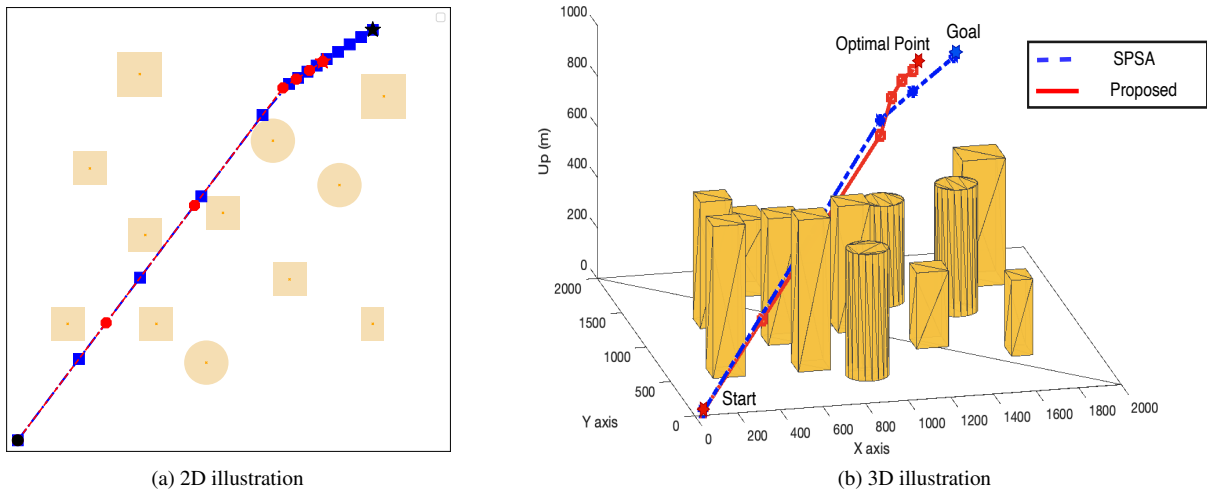 1000
800
600
400
200
0
Up (m)
Optimal Point
Goal
SPSA
Proposed
2000
1500
1000
500
0
Y axis
Start
0
200
400
600
800
1000
1200
1400
1600
1800
2000
X axis
(a) 2D illustration
(b) 3D illustration